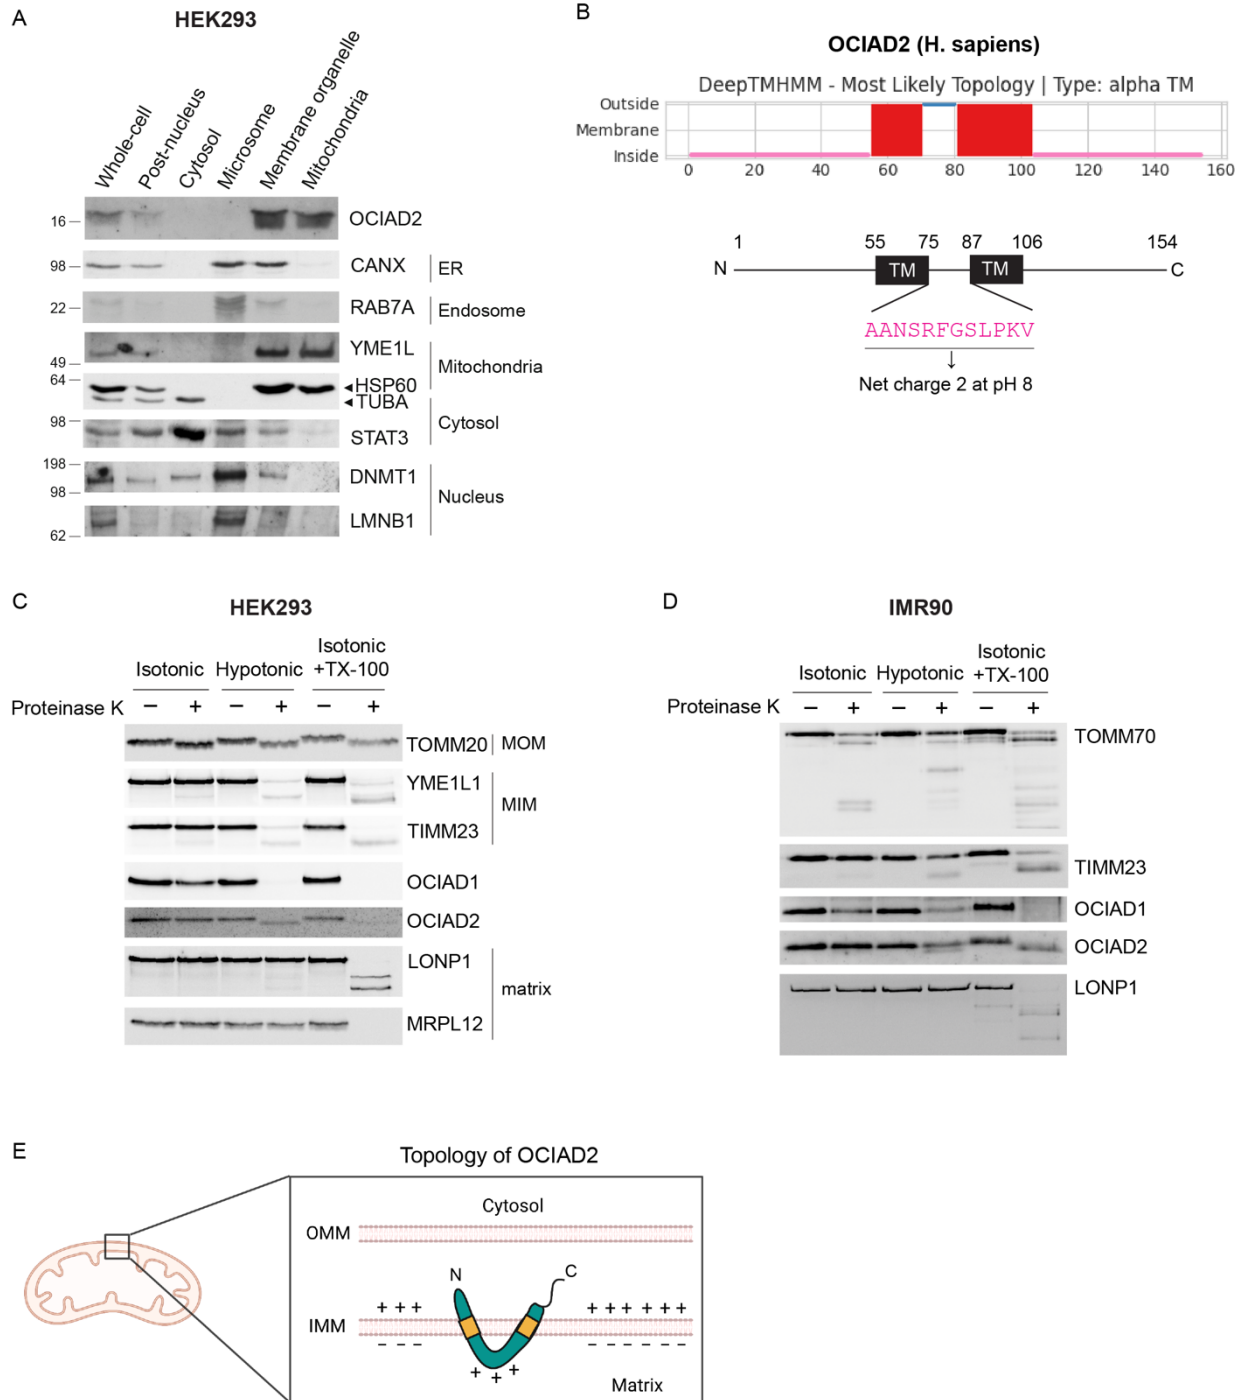 A
HEK293
Whole-cell
Post-nucleus
Cytosol
Microsome
Membrane organelle
Mitochondria
16
OCIAD2
98
CANX
ER
22
RAB7A
Endosome
YME1L
49
Mitochondria
64
HSP60
TUBA
98
STAT3
Cytosol
198
DNMT1
98
Nucleus
LMNB1
62
B
OCIAD2 (H. sapiens)
DeepTMHMM - Most Likely Topology | Type: alpha TM
Outside
Membrane
Inside
0 20 40 60 80 100 120 140 160
1 55 75 87 106 154
N TM TM C
AANSRFGSLPKV
Net charge 2 at pH 8
C
HEK293
Isotonic Hypotonic Isotonic +TX-100
Proteinase K − + − + − +
TOMM20 MOM
YME1L1
MIM
TIMM23
OCIAD1
OCIAD2
LONP1
matrix
MRPL12
D
IMR90
Isotonic Hypotonic Isotonic +TX-100
Proteinase K − + − + − +
TOMM70
TIMM23
OCIAD1
OCIAD2
LONP1
E
Topology of OCIAD2
Cytosol
OMM
N C
+ + + + + + + + +
IMM
− − − − − − − − −
+ + +
Matrix